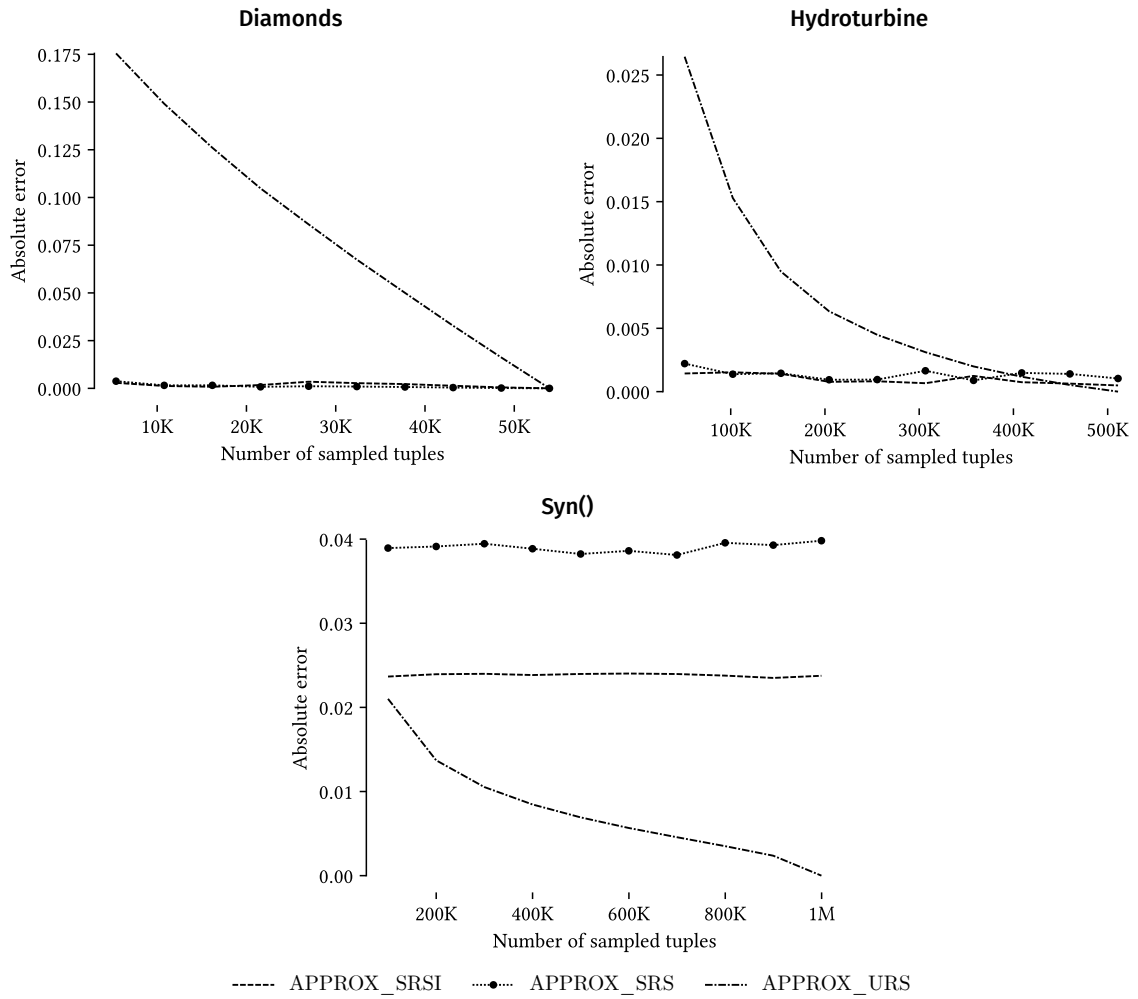 Diamonds
0.175
0.150
0.125
0.100
0.075
0.050
0.025
0.000
Absolute error
10K 20K 30K 40K 50K
Number of sampled tuples
Hydroturbine
0.025
0.020
0.015
0.010
0.005
0.000
Absolute error
100K 200K 300K 400K 500K
Number of sampled tuples
Syn()
0.04
0.03
0.02
0.01
0.00
Absolute error
200K 400K 600K 800K 1M
Number of sampled tuples
APPROX_SRSI APPROX_SRS APPROX_URS